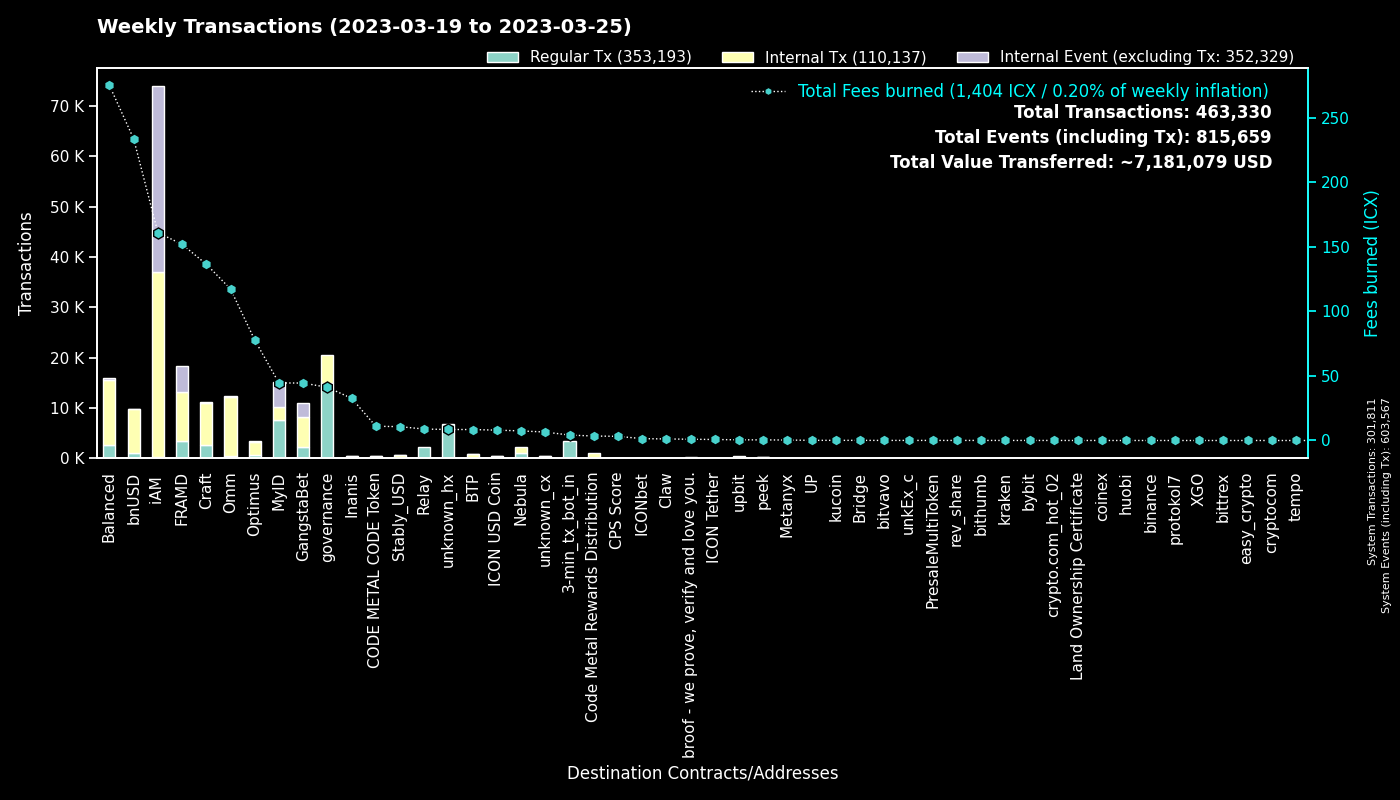 Weekly Transactions (2023-03-19 to 2023-03-25)
Regular Tx (353,193)
Internal Tx (110,137)
Internal Event (excluding Tx: 352,329)
Total Fees burned (1,404 ICX / 0.20% of weekly inflation)
Total Transactions: 463,330
Total Events (including Tx): 815,659
Total Value Transferred: ~7,181,079 USD
Transactions
70 K
60 K
50 K
40 K
30 K
20 K
10 K
0 K
250
200
150
100
50
0
Fees burned (ICX)
System Transactions: 301,811
System Events (including Tx): 603,567
Balanced
bnUSD
iAM
FRAMD
Craft
Omm
Optimus
MyID
GangstaBet
governance
Inanis
CODE METAL CODE Token
Stably_USD
Relay
unknown_hx
BTP
ICON USD Coin
Nebula
unknown_cx
3-min_tx_bot_in
Code Metal Rewards Distribution
CPS Score
ICONbet
Claw
broof - we prove, verify and love you.
ICON Tether
upbit
peek
Metanyx
UP
kucoin
Bridge
bitvavo
unkEx_c
PresaleMultiToken
rev_share
bithumb
kraken
bybit
crypto.com_hot_02
Land Ownership Certificate
coinex
huobi
binance
protokol7
XGO
bittrex
easy_crypto
cryptocom
tempo
Destination Contracts/Addresses